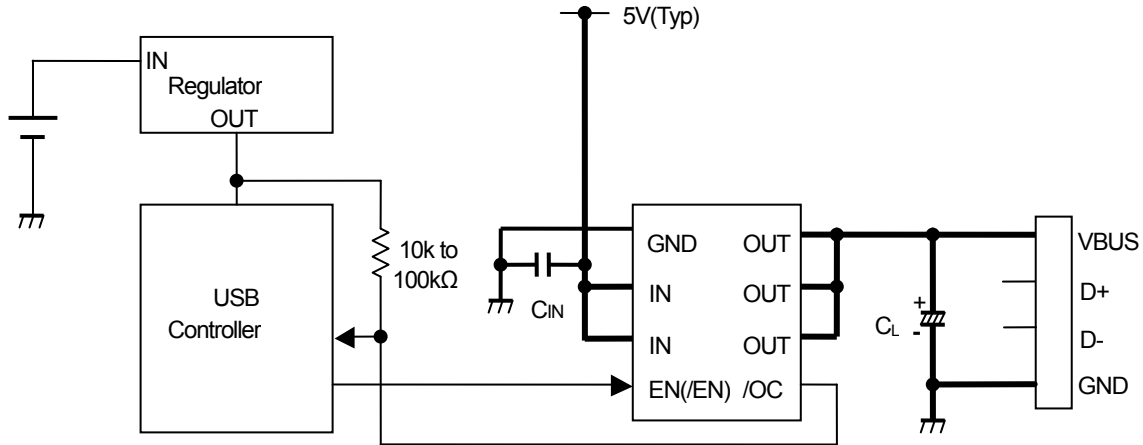 5V(Typ)
IN
Regulator
OUT
USB
Controller
10k to
100kΩ
CIN
GND OUT
IN OUT
IN OUT
EN(/EN) /OC
+
CL
-
VBUS
D+
D-
GND